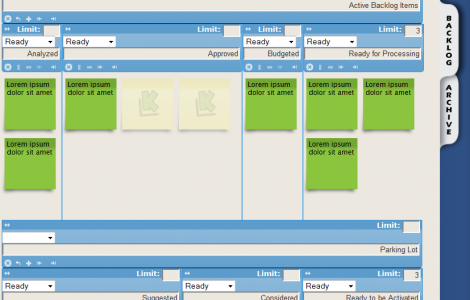 Active Backlog Items
Limit: Limit: Limit: Limit: 3
Ready Ready Ready Ready
Analyzed Approved Budgeted Ready for Processing
Lorem ipsum dolor sit amet
Lorem ipsum dolor sit amet
Lorem ipsum dolor sit amet
Lorem ipsum dolor sit amet
Lorem ipsum dolor sit amet
Lorem ipsum dolor sit amet
Lorem ipsum dolor sit amet
Limit:
Parking Lot
Limit: Limit: Limit: 3
Ready Ready Ready
Suggested Considered Ready to be Activated
BACKLOG
ARCHIVE